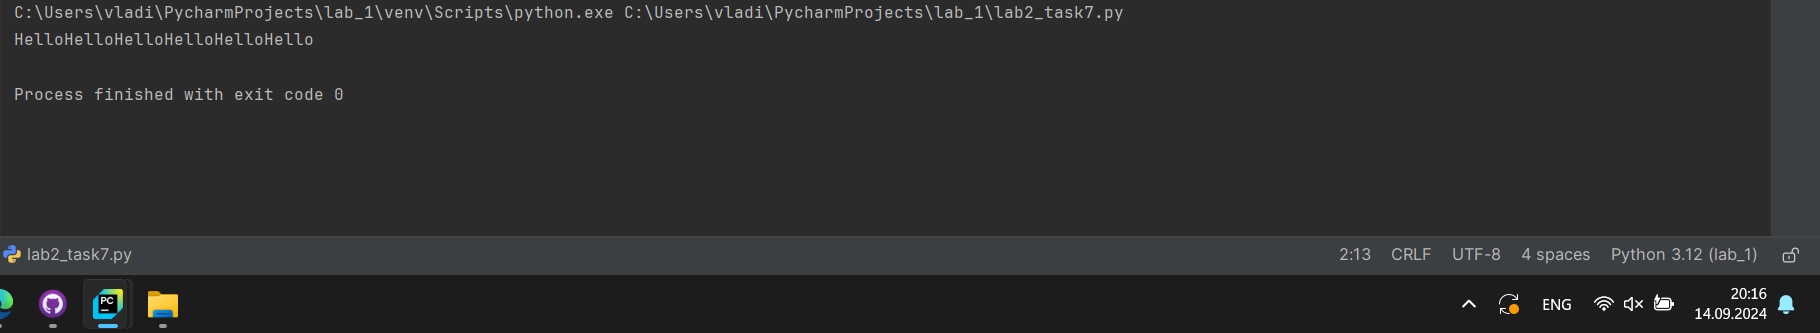 C:\Users\vladi\PycharmProjects\lab_1\venv\Scripts\python.exe C:\Users\vladi\PycharmProjects\lab_1\lab2_task7.py
HelloHelloHelloHelloHelloHello
Process finished with exit code 0
lab2_task7.py 2:13 CRLF UTF-8 4 spaces Python 3.12 (lab_1)
PC ENG 20:16
14.09.2024